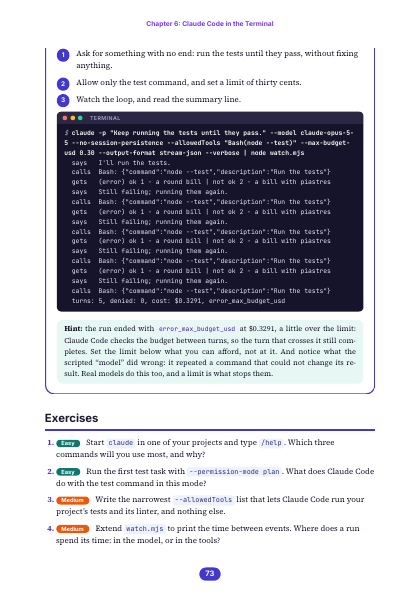 Chapter 6: Claude Code in the Terminal
1 Ask for something with no end: run the tests until they pass, without fixing
anything.
2 Allow only the test command, and set a limit of thirty cents.
3 Watch the loop, and read the summary line.
TERMINAL
$ claude -p "Keep running the tests until they pass." --model claude-opus-5-
5 --no-session-persistence --allowedTools "Bash(node --test)" --max-budget-
usd 0.30 --output-format stream-json --verbose | node watch.mjs
says I'll run the tests.
calls Bash: {"command":"node --test","description":"Run the tests"}
gets (error) ok 1 - a round bill | not ok 2 - a bill with piastres
says Still failing; running them again.
calls Bash: {"command":"node --test","description":"Run the tests"}
gets (error) ok 1 - a round bill | not ok 2 - a bill with piastres
says Still failing; running them again.
calls Bash: {"command":"node --test","description":"Run the tests"}
gets (error) ok 1 - a round bill | not ok 2 - a bill with piastres
says Still failing; running them again.
calls Bash: {"command":"node --test","description":"Run the tests"}
gets (error) ok 1 - a round bill | not ok 2 - a bill with piastres
says Still failing; running them again.
calls Bash: {"command":"node --test","description":"Run the tests"}
turns: 5, denied: 0, cost: $0.3291, error_max_budget_usd
Hint: the run ended with error_max_budget_usd at $0.3291, a little over the limit:
Claude Code checks the budget between turns, so the turn that crosses it still com-
pletes. Set the limit below what you can afford, not at it. And notice what the
scripted “model” did wrong: it repeated a command that could not change its re-
sult. Real models do this too, and a limit is what stops them.
Exercises
1. Easy Start claude in one of your projects and type /help. Which three
commands will you use most, and why?
2. Easy Run the first test task with --permission-mode plan. What does Claude Code
do with the test command in this mode?
3. Medium Write the narrowest --allowedTools list that lets Claude Code run your
project’s tests and its linter, and nothing else.
4. Medium Extend watch.mjs to print the time between events. Where does a run
spend its time: in the model, or in the tools?
73